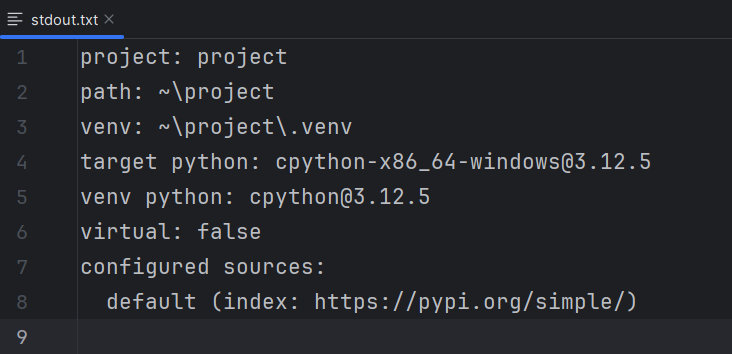 stdout.txt
1 project: project
2 path: ~\project
3 venv: ~\project\.venv
4 target python: cpython-x86_64-windows@3.12.5
5 venv python: cpython@3.12.5
6 virtual: false
7 configured sources:
8   default (index: https://pypi.org/simple/)
9